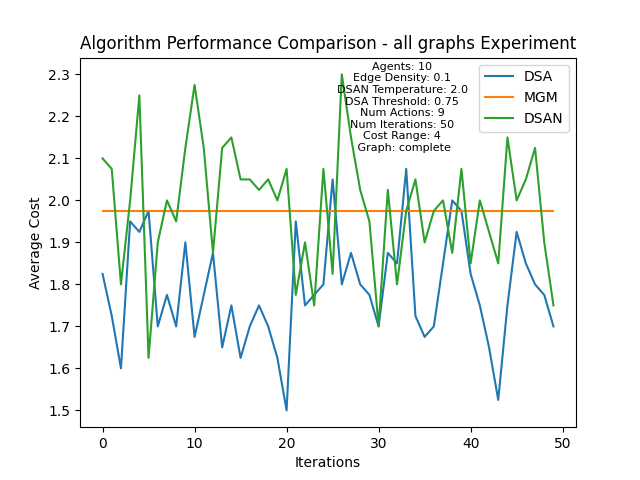 Algorithm Performance Comparison - all graphs Experiment
Agents: 10
Edge Density: 0.1
DSAN Temperature: 2.0
DSA Threshold: 0.75
Num Actions: 9
Num Iterations: 50
Cost Range: 4
Graph: complete
DSA
MGM
DSAN
Average Cost
2.3
2.2
2.1
2.0
1.9
1.8
1.7
1.6
1.5
0
10
20
30
40
50
Iterations